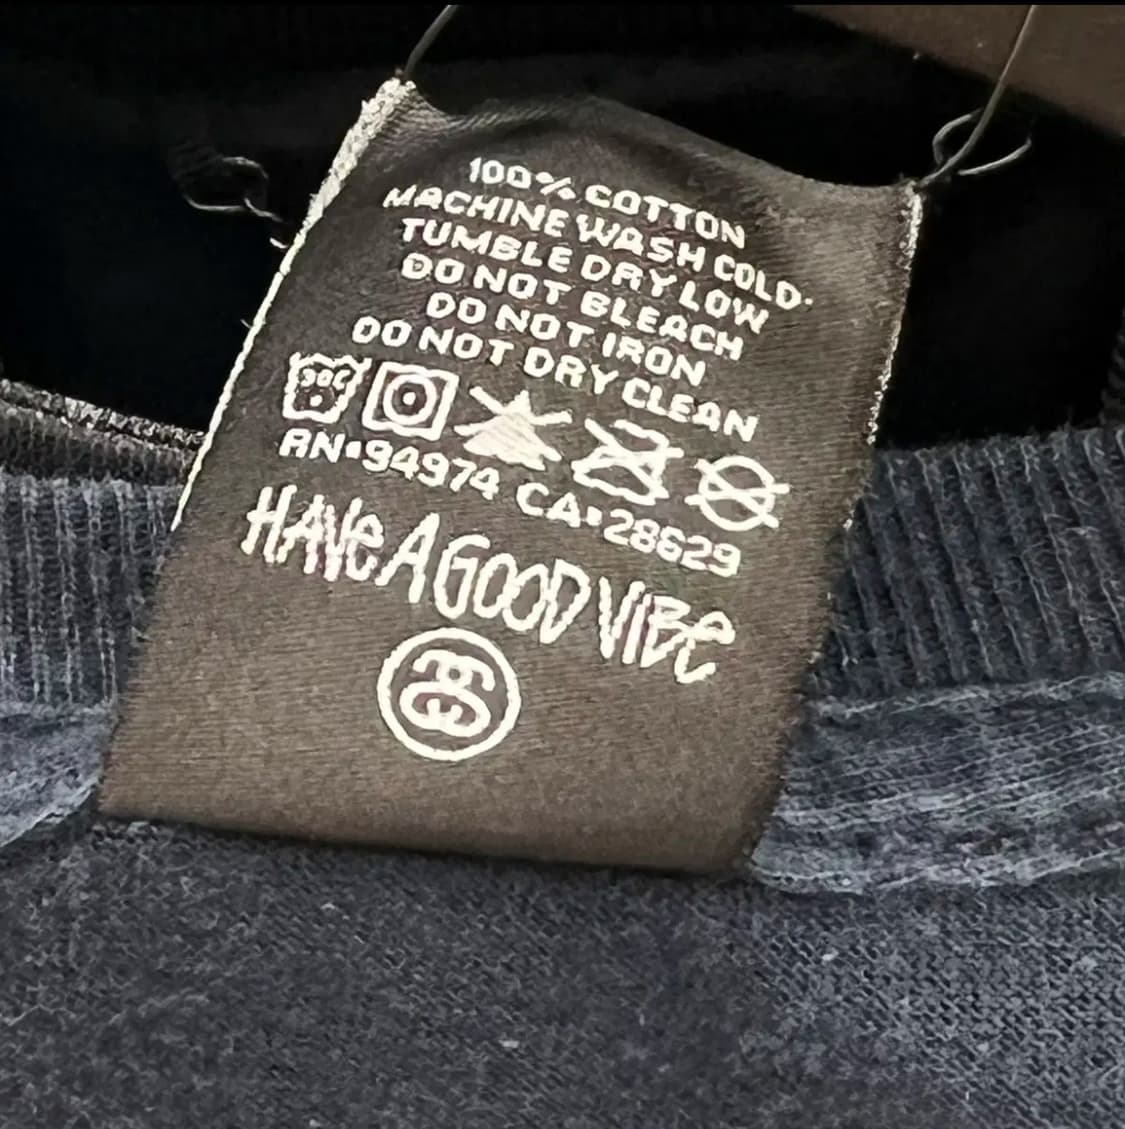 100% COTTON
MACHINE WASH COLD
TUMBLE DRY LOW
DO NOT BLEACH
DO NOT IRON
DO NOT DRY CLEAN
30C
RN•94974 CA•28629
HAVE A GOOD VIBE